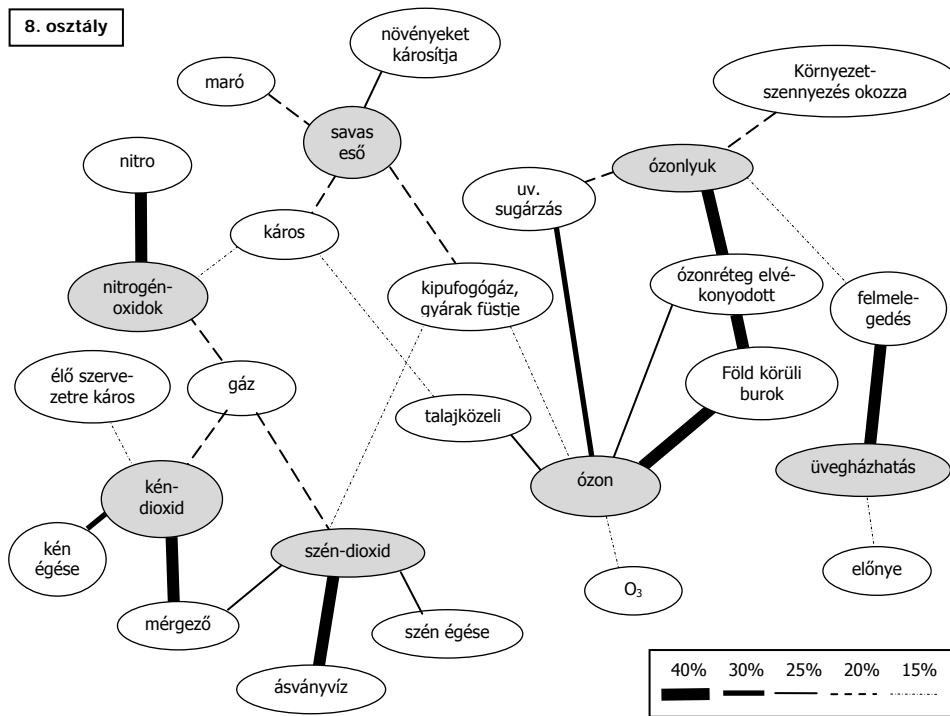 8. osztály
növényeket
károsítja
maró
Környezet-
szennyezés okozza
savas
eső
nitro
ózonlyuk
uv.
sugárzás
káros
nitrogén-
oxidok
kipufogógáz,
gyárak füstje
ózonréteg elvé-
konyodott
felmele-
gedés
élő szerve-
zetre káros
gáz
Föld körüli
burok
talajközeli
kén-
dioxid
ózon
üvegházhatás
kén
égése
szén-dioxid
előnye
O₃
mérgező
szén égése
ásványvíz
40% 30% 25% 20% 15%